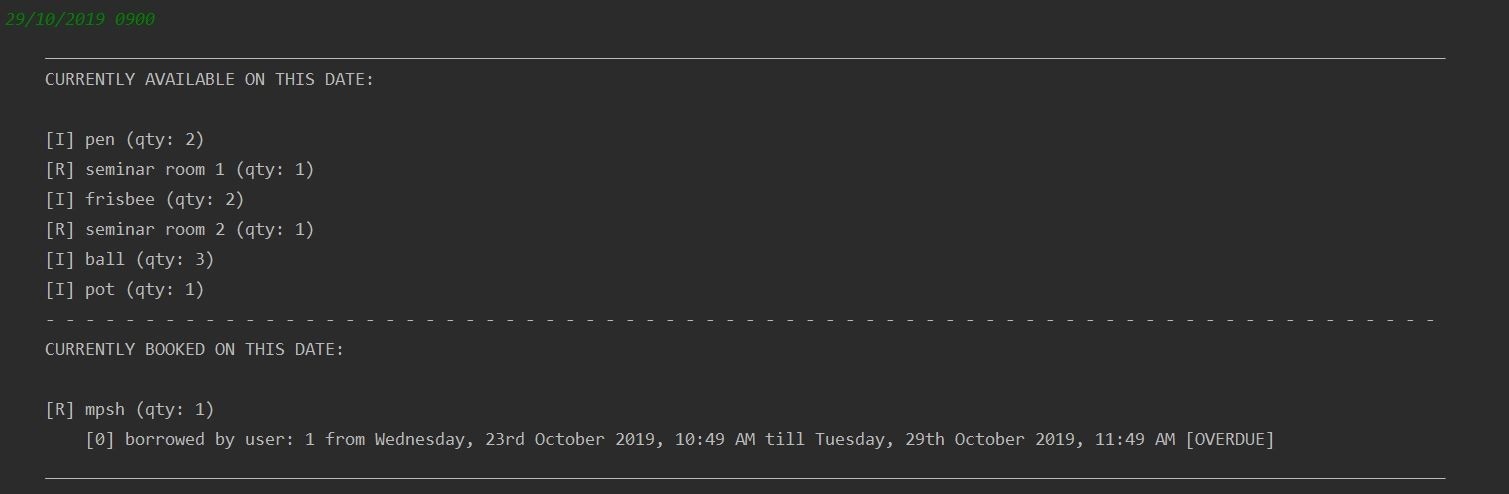 29/10/2019 0900
CURRENTLY AVAILABLE ON THIS DATE:
[I] pen (qty: 2)
[R] seminar room 1 (qty: 1)
[I] frisbee (qty: 2)
[R] seminar room 2 (qty: 1)
[I] ball (qty: 3)
[I] pot (qty: 1)
CURRENTLY BOOKED ON THIS DATE:
[R] mpsh (qty: 1)
[0] borrowed by user: 1 from Wednesday, 23rd October 2019, 10:49 AM till Tuesday, 29th October 2019, 11:49 AM [OVERDUE]